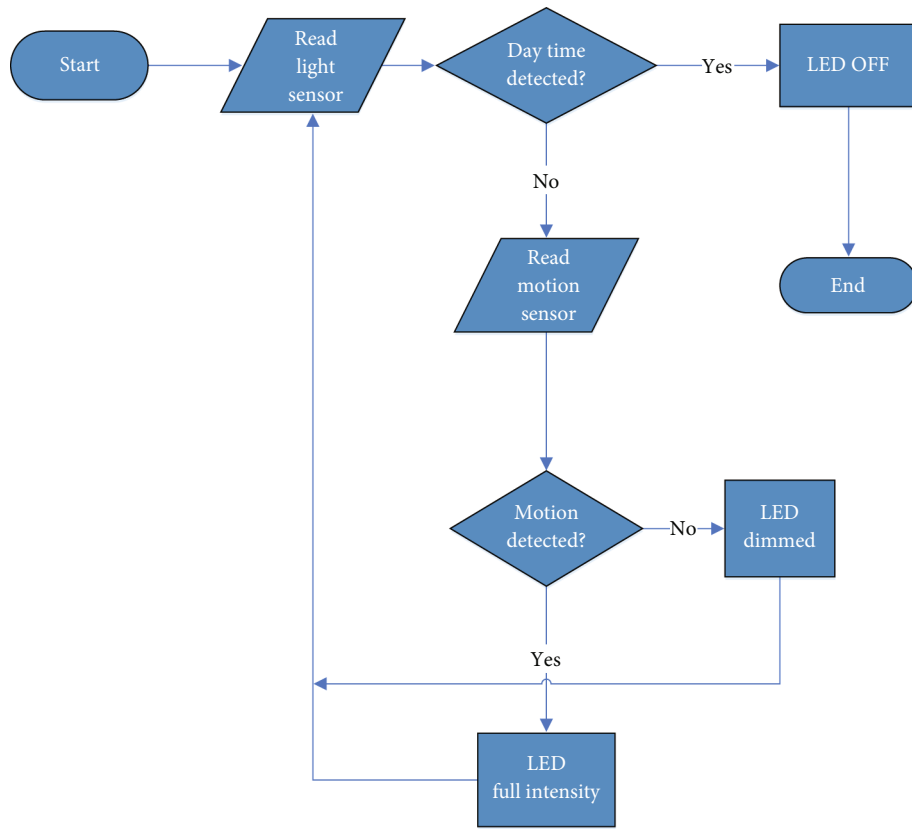 Start
Read
light
sensor
Day time
detected?
Yes
LED OFF
No
Read
motion
sensor
End
Motion
detected?
No
LED
dimmed
Yes
LED
full intensity